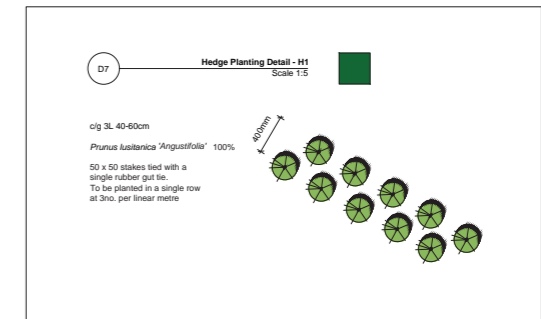 D7
Hedge Planting Detail - H1
Scale 1:5
c/g 3L 40-60cm
400mm
Prunus lusitanica 'Angustifolia' 100%
50 x 50 stakes tied with a
single rubber gut tie.
To be planted in a single row
at 3no. per linear metre